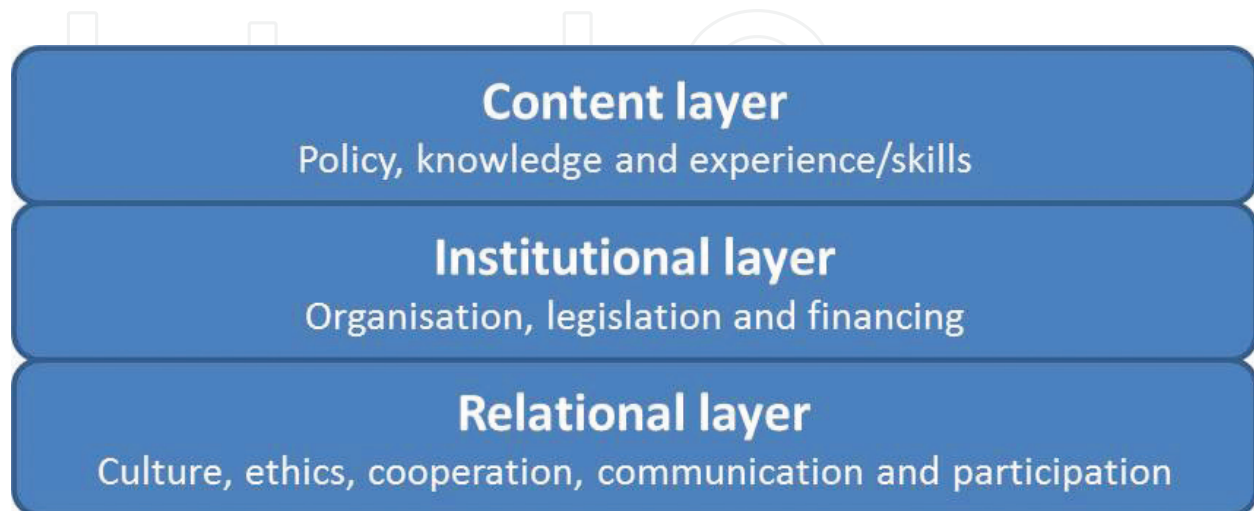 Content layer
Policy, knowledge and experience/skills
Institutional layer
Organisation, legislation and financing
Relational layer
Culture, ethics, cooperation, communication and participation